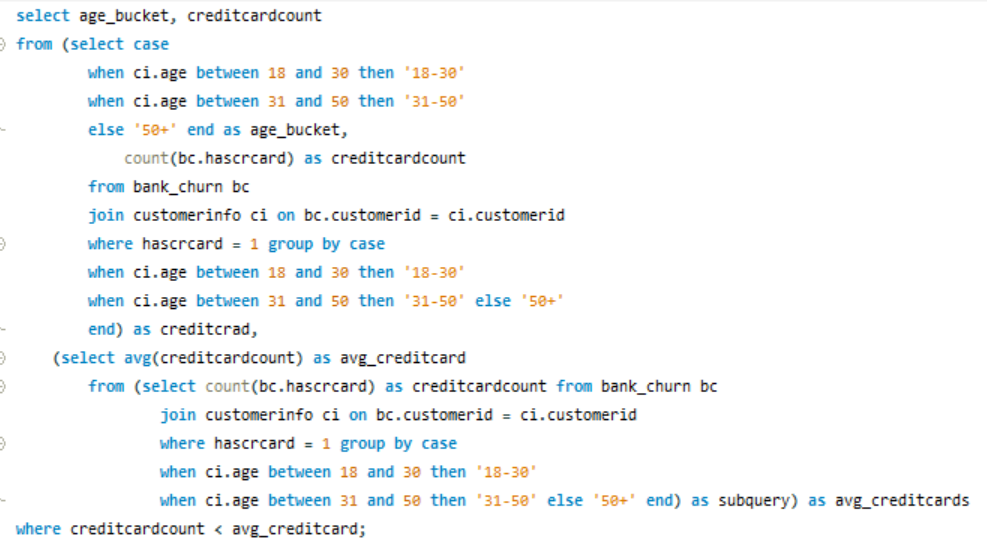 select age_bucket, creditcardcount
from (select case
when ci.age between 18 and 30 then '18-30'
when ci.age between 31 and 50 then '31-50'
else '50+' end as age_bucket,
count(bc.hascrcard) as creditcardcount
from bank_churn bc
join customerinfo ci on bc.customerid = ci.customerid
where hascrcard = 1 group by case
when ci.age between 18 and 30 then '18-30'
when ci.age between 31 and 50 then '31-50' else '50+'
end) as creditcrad,
(select avg(creditcardcount) as avg_creditcard
from (select count(bc.hascrcard) as creditcardcount from bank_churn bc
join customerinfo ci on bc.customerid = ci.customerid
where hascrcard = 1 group by case
when ci.age between 18 and 30 then '18-30'
when ci.age between 31 and 50 then '31-50' else '50+' end) as subquery) as avg_creditcards
where creditcardcount < avg_creditcard;